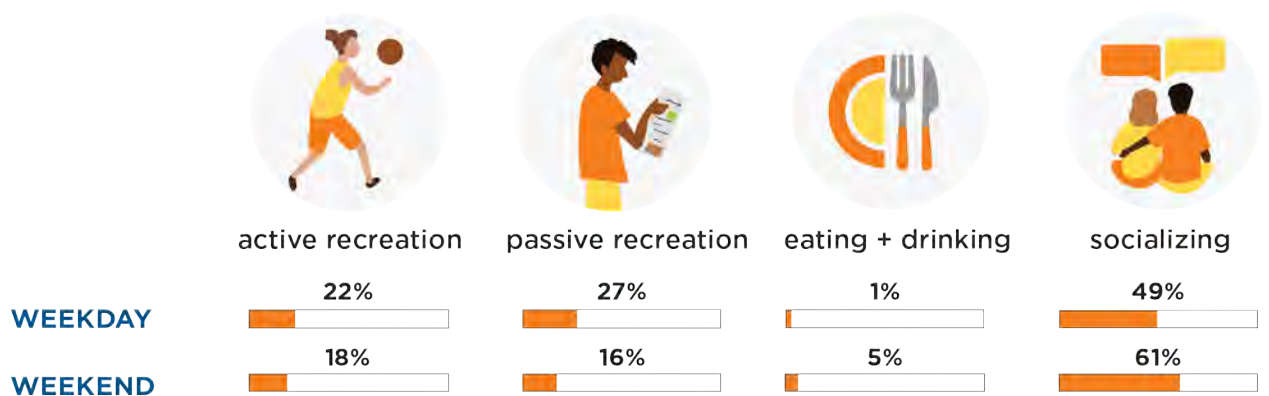 active recreation
passive recreation
eating + drinking
socializing
WEEKDAY
22%
27%
1%
49%
WEEKEND
18%
16%
5%
61%